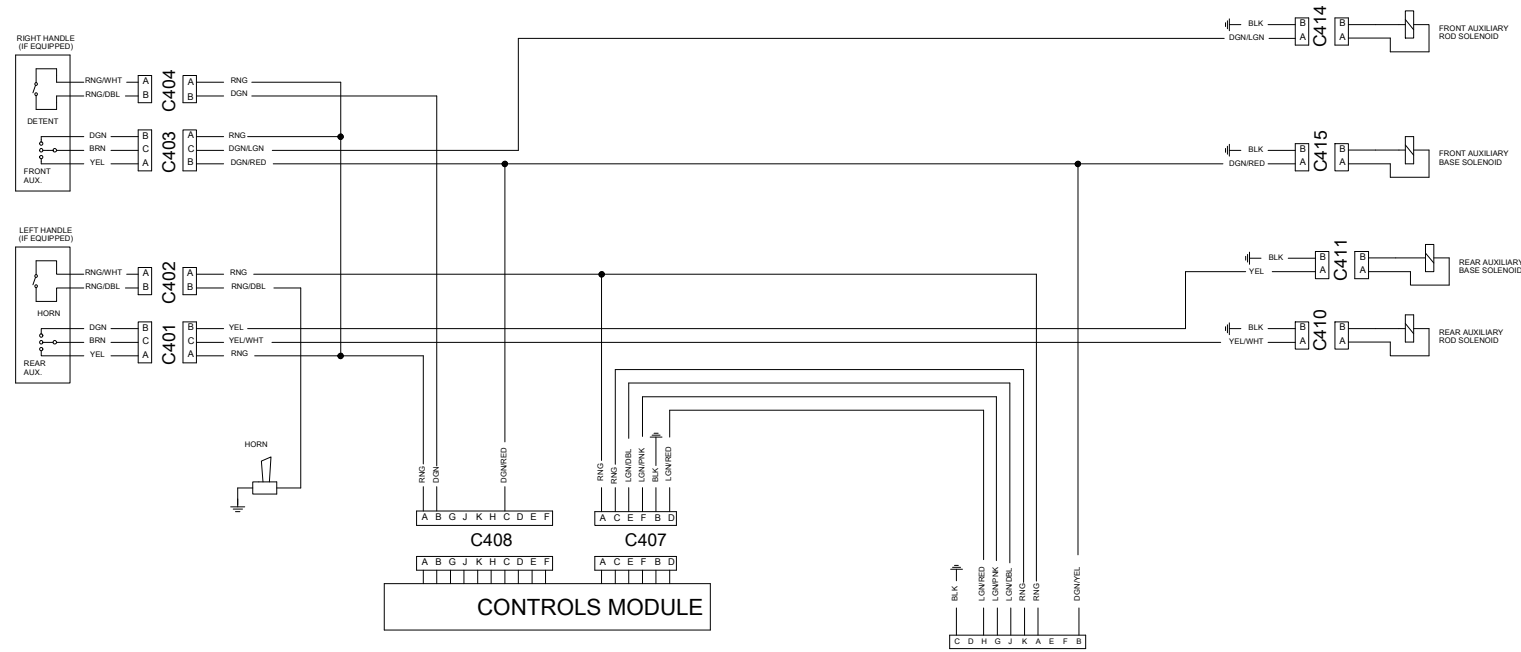 RIGHT HANDLE
(IF EQUIPPED)
RNG/WHT A C404 A RNG
RNG/DBL B B DGN
DETENT
DGN B C403 A RNG
BRN C C DGN/LGN
YEL A B DGN/RED
FRONT
AUX.
BLK B C414 B
DGN/LGN A A
FRONT AUXILIARY
ROD SOLENOID
BLK B C415 B
DGN/RED A A
FRONT AUXILIARY
BASE SOLENOID
LEFT HANDLE
(IF EQUIPPED)
RNG/WHT A C402 A RNG
RNG/DBL B B RNG/DBL
HORN
DGN B C401 B YEL
BRN C C YEL/WHT
YEL A A RNG
REAR
AUX.
BLK B C411 B
YEL A A
REAR AUXILIARY
BASE SOLENOID
BLK B C410 B
YEL/WHT A A
REAR AUXILIARY
ROD SOLENOID
HORN
RNG DGN DGN/RED
RNG RNG LGN/DBL LGN/PNK BLK LGN/RED
A B G J K H C D E F
A C E F B D
C408
C407
A B G J K H C D E F
A C E F B D
CONTROLS MODULE
BLK LGN/RED LGN/PNK LGN/DBL RNG RNG DGN/YEL
C D H G J K A E F B